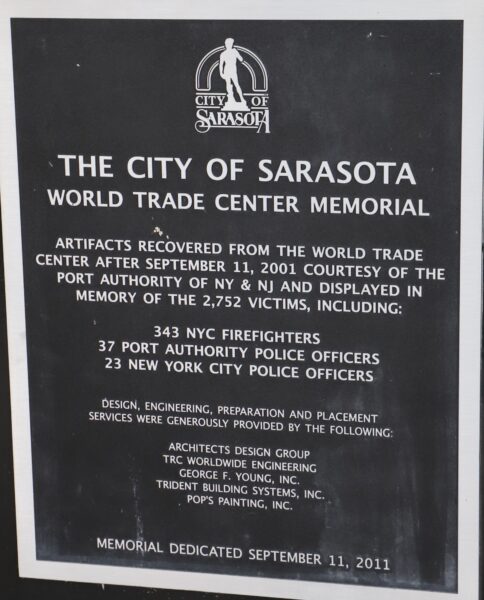 CITY OF
SARASOTA
THE CITY OF SARASOTA
WORLD TRADE CENTER MEMORIAL
ARTIFACTS RECOVERED FROM THE WORLD TRADE
CENTER AFTER SEPTEMBER 11, 2001 COURTESY OF THE
PORT AUTHORITY OF NY & NJ AND DISPLAYED IN
MEMORY OF THE 2,752 VICTIMS, INCLUDING:
343 NYC FIREFIGHTERS
37 PORT AUTHORITY POLICE OFFICERS
23 NEW YORK CITY POLICE OFFICERS
DESIGN, ENGINEERING, PREPARATION AND PLACEMENT
SERVICES WERE GENEROUSLY PROVIDED BY THE FOLLOWING:
ARCHITECTS DESIGN GROUP
TRC WORLDWIDE ENGINEERING
GEORGE F. YOUNG, INC.
TRIDENT BUILDING SYSTEMS, INC.
POP'S PAINTING, INC.
MEMORIAL DEDICATED SEPTEMBER 11, 2011